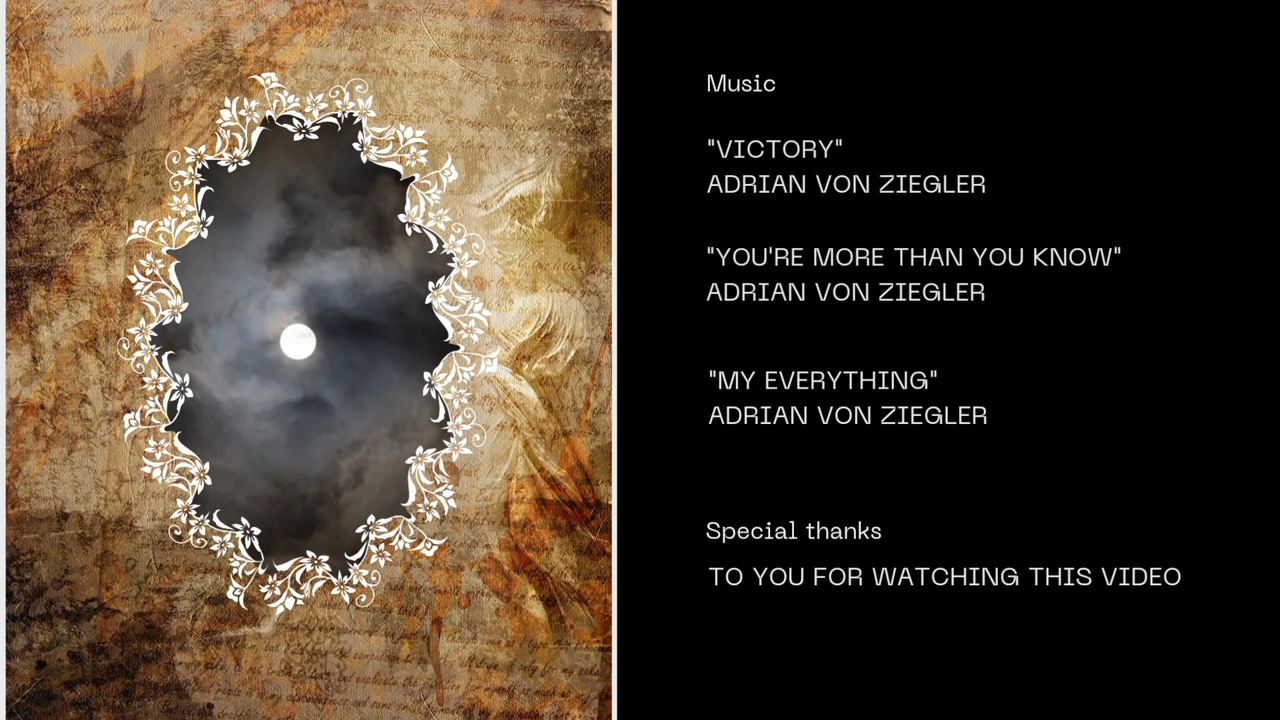 Music
"VICTORY"
ADRIAN VON ZIEGLER
"YOU'RE MORE THAN YOU KNOW"
ADRIAN VON ZIEGLER
"MY EVERYTHING"
ADRIAN VON ZIEGLER
Special thanks
TO YOU FOR WATCHING THIS VIDEO